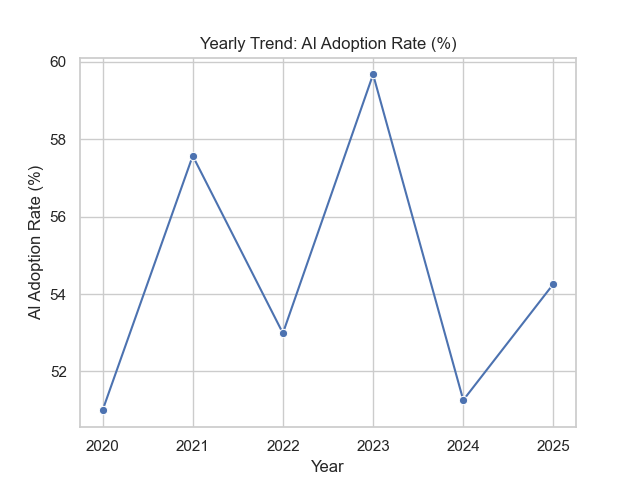 Yearly Trend: AI Adoption Rate (%)
AI Adoption Rate (%)
60
58
56
54
52
2020 2021 2022 2023 2024 2025
Year